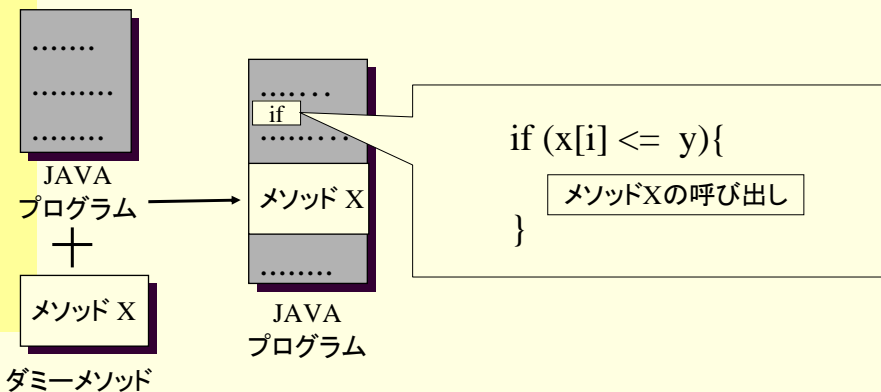 .......
.........
........
JAVA
プログラム
+
メソッド X
ダミーメソッド
........
if
.........
メソッド X
........
JAVA
プログラム
if (x[i] <= y){
メソッドXの呼び出し
}